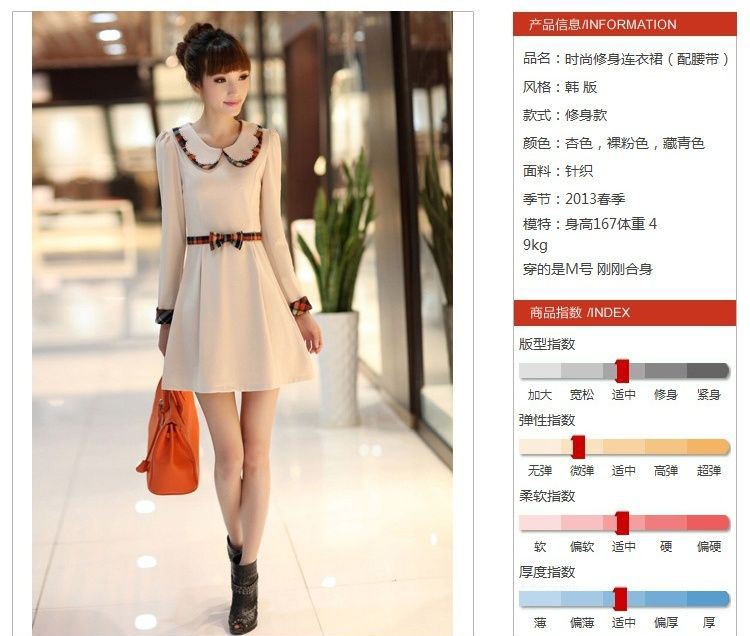 产品信息/INFORMATION
品名：时尚修身连衣裙（配腰带）
风格：韩 版
款式：修身款
颜色：杏色，裸粉色，藏青色
面料：针织
季节：2013春季
模特：身高167体重 4
9kg
穿的是M号 刚刚合身
商品指数 /INDEX
版型指数
加大 宽松 适中 修身 紧身
弹性指数
无弹 微弹 适中 高弹 超弹
柔软指数
软 偏软 适中 硬 偏硬
厚度指数
薄 偏薄 适中 偏厚 厚